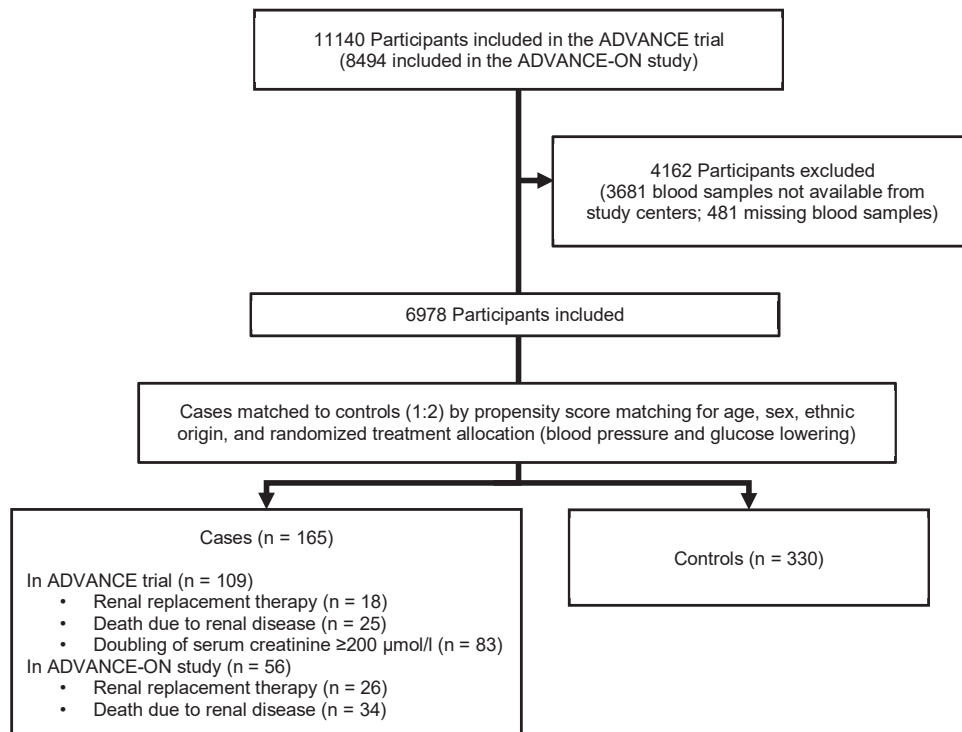 11140 Participants included in the ADVANCE trial
(8494 included in the ADVANCE-ON study)
4162 Participants excluded
(3681 blood samples not available from
study centers; 481 missing blood samples)
6978 Participants included
Cases matched to controls (1:2) by propensity score matching for age, sex, ethnic
origin, and randomized treatment allocation (blood pressure and glucose lowering)
Cases (n = 165)
In ADVANCE trial (n = 109)
• Renal replacement therapy (n = 18)
• Death due to renal disease (n = 25)
• Doubling of serum creatinine ≥200 μmol/l (n = 83)
In ADVANCE-ON study (n = 56)
• Renal replacement therapy (n = 26)
• Death due to renal disease (n = 34)
Controls (n = 330)